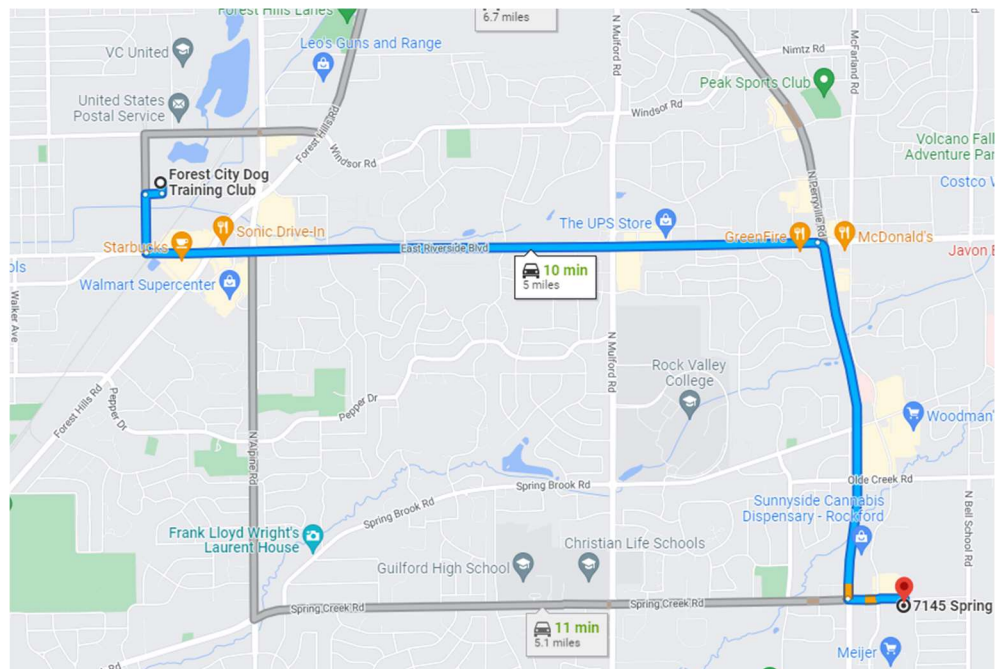 Forest Hills Lanes
6.7 miles
VC United
Leo's Guns and Range
N Mulford Rd
Nimtz Rd
McFarland Rd
Peak Sports Club
United States
Postal Service
Windsor Rd
Forest Hills Rd
Windsor Rd
Volcano Fall
Adventure Par
Costco W
N Perryville Rd
Forest City Dog
Training Club
Starbucks
Sonic Drive-In
The UPS Store
GreenFire
McDonald's
East Riverside Blvd
Javon B
ols
Walmart Supercenter
10 min
5 miles
Walker Ave
N Mulford Rd
Rock Valley
College
Forest Hills Rd
Pepper Dr
Pepper Dr
Woodman'
N Alpine Rd
Spring Brook Rd
Olde Creek Rd
Spring Brook Rd
Sunnyside Cannabis
Dispensary - Rockford
N Bell School Rd
Frank Lloyd Wright's
Laurent House
Guilford High School
Christian Life Schools
Spring Creek Rd
Spring Creek Rd
7145 Spring
11 min
5.1 miles
Meijer
Rd